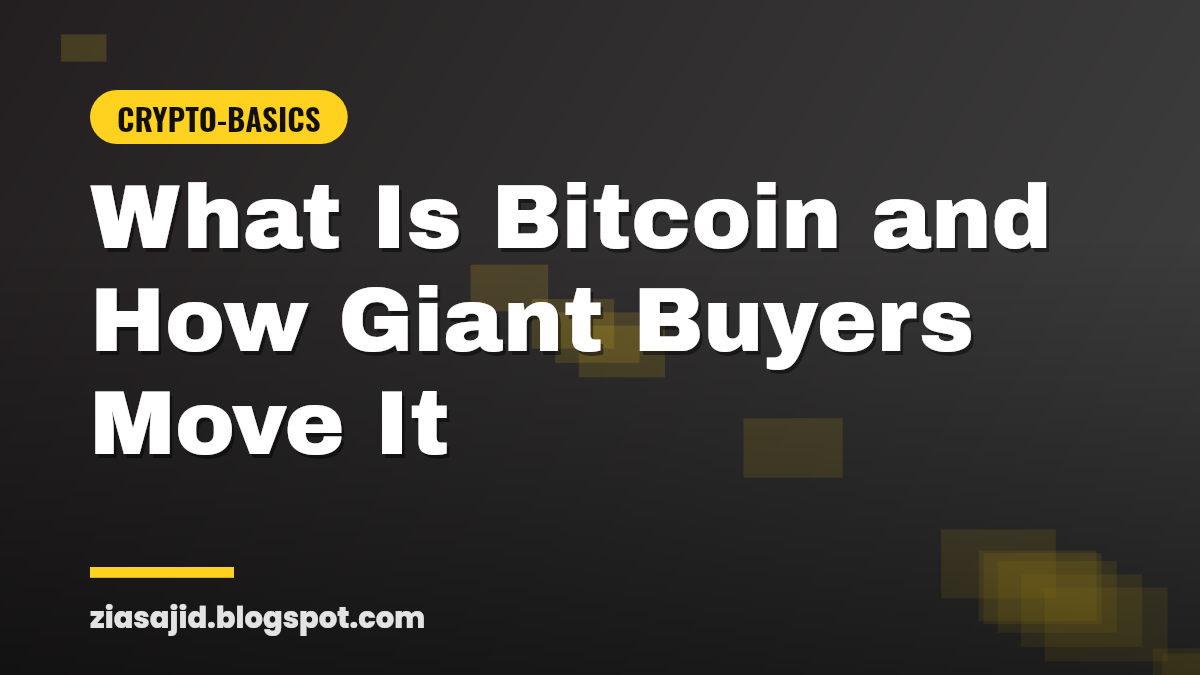 CRYPTO-BASICS
What Is Bitcoin and
How Giant Buyers
Move It
ziasajid.blogspot.com